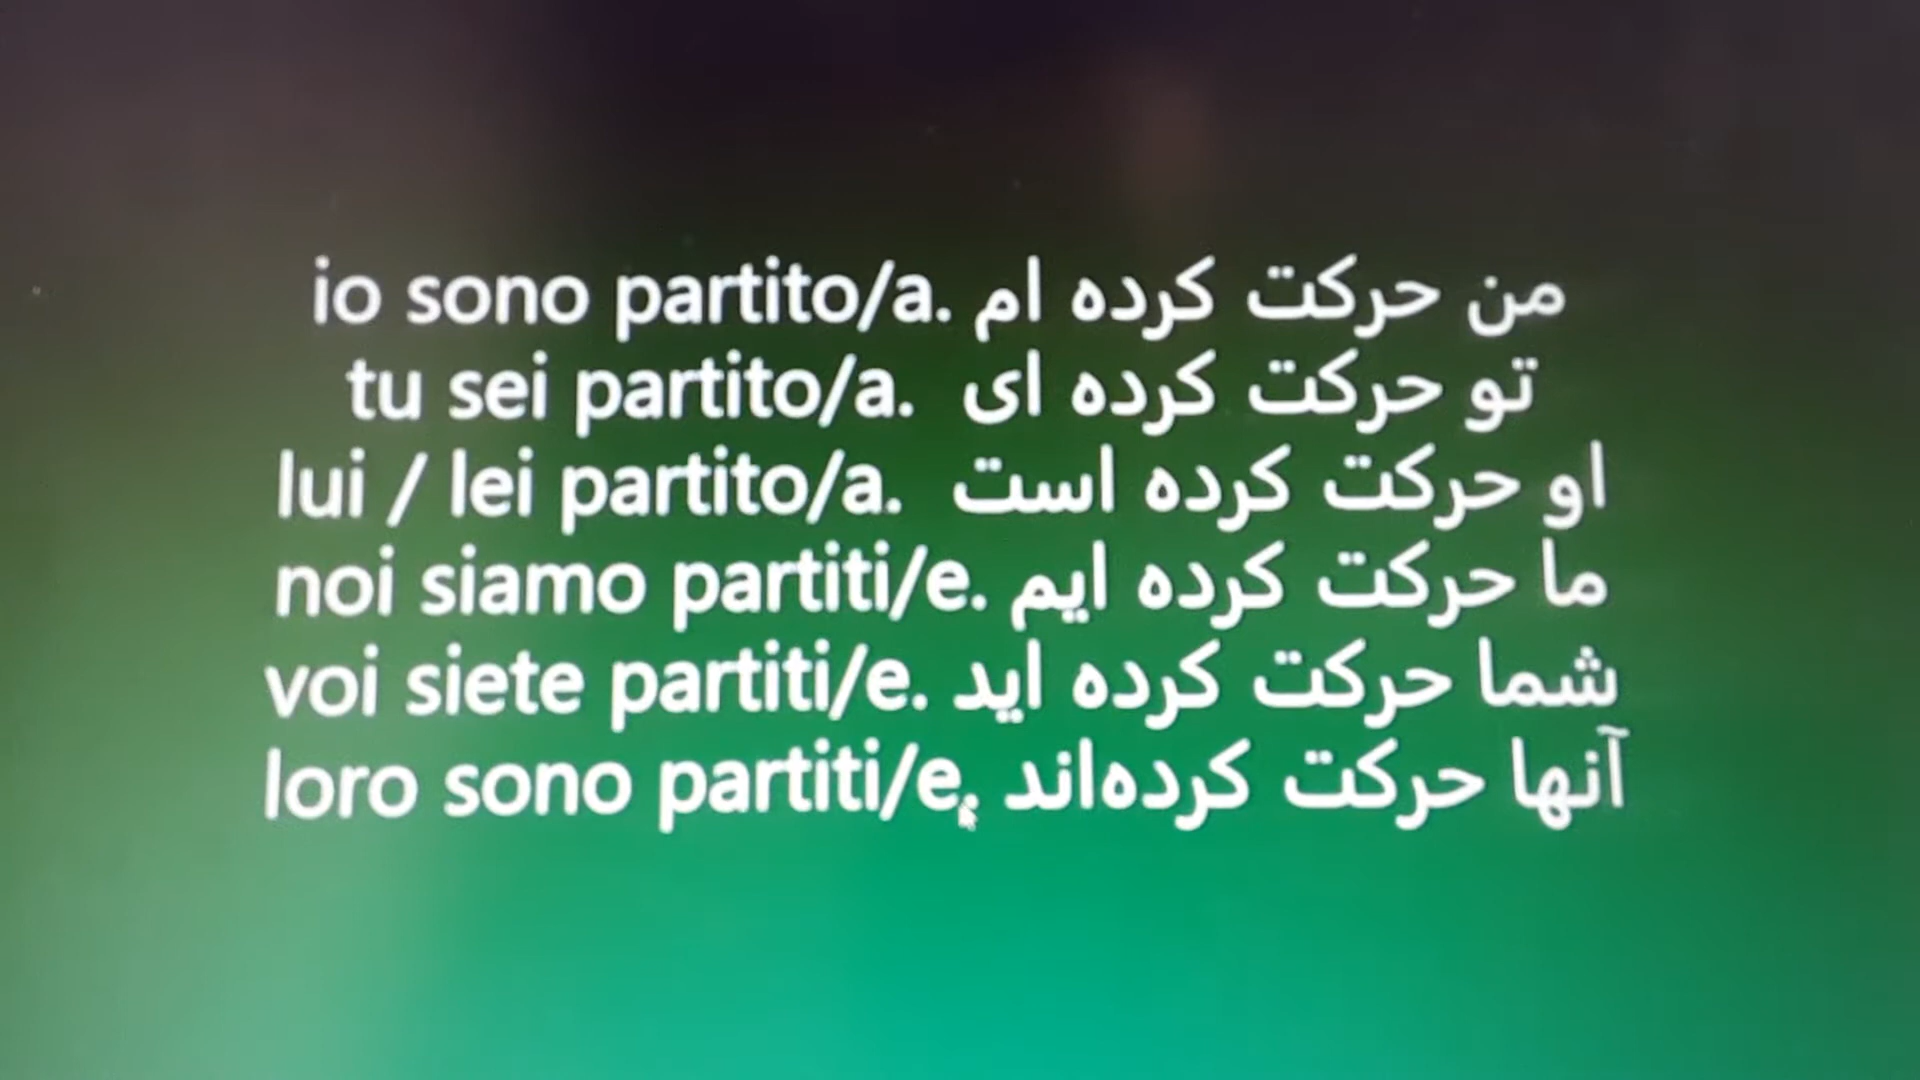 io sono partito/a. من حرکت کرده ام
tu sei partito/a. تو حرکت کرده ای
lui / lei partito/a. او حرکت کرده است
noi siamo partiti/e. ما حرکت کرده ایم
voi siete partiti/e. شما حرکت کرده اید
loro sono partiti/e. آنها حرکت کرده‌اند